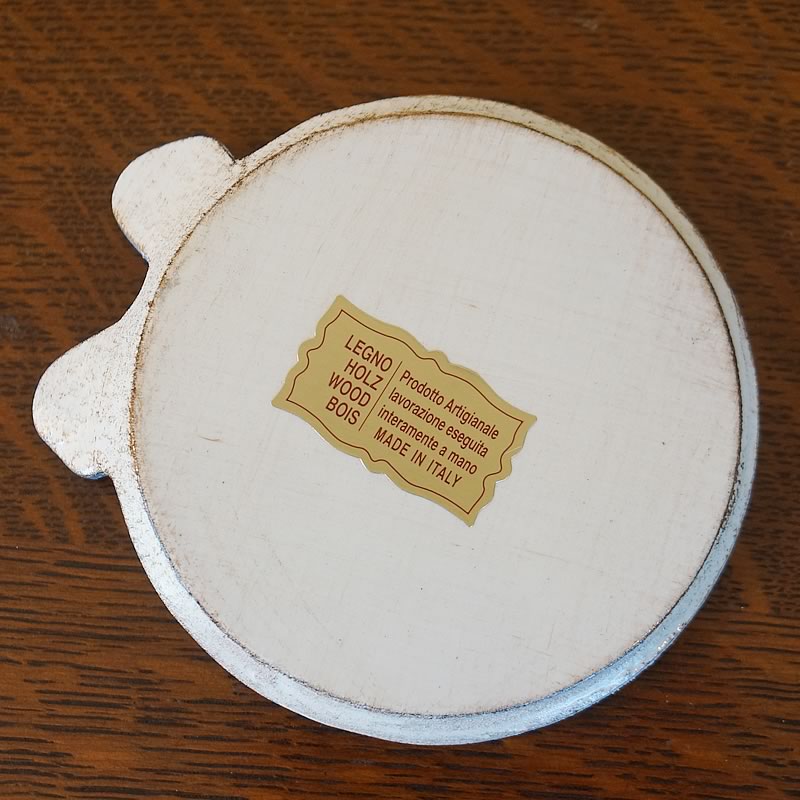 LEGNO
HOLZ
WOOD
BOIS
Prodotto Artigianale
lavorazione eseguita
interamente a mano
MADE IN ITALY